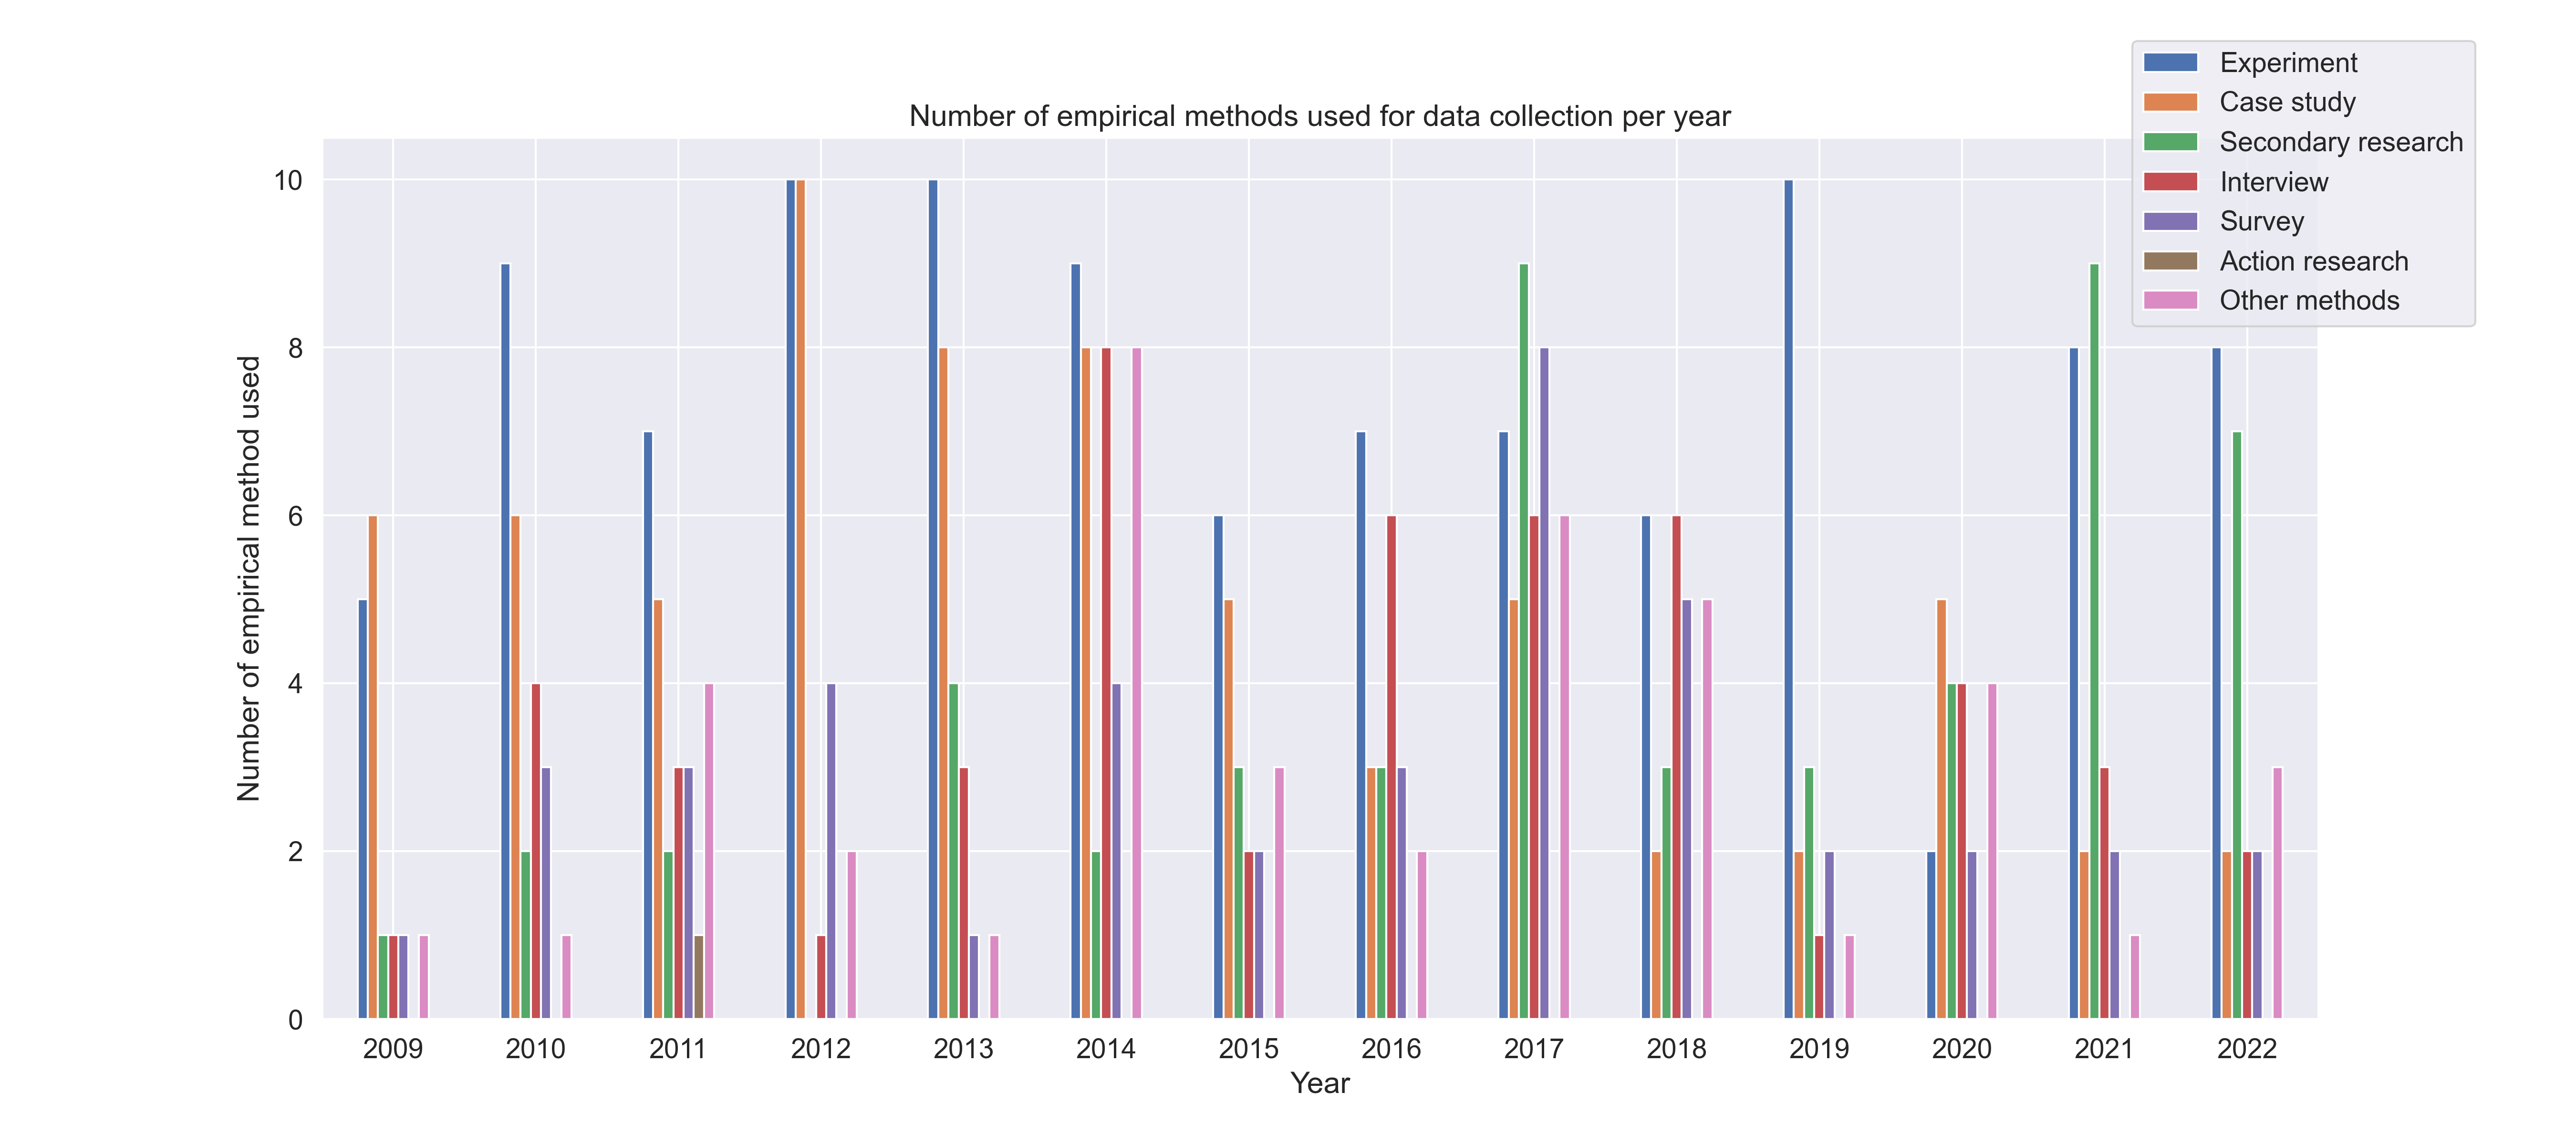 Number of empirical methods used for data collection per year
Experiment
Case study
Secondary research
Interview
Survey
Action research
Other methods
Number of empirical method used
10
8
6
4
2
0
2009 2010 2011 2012 2013 2014 2015 2016 2017 2018 2019 2020 2021 2022
Year